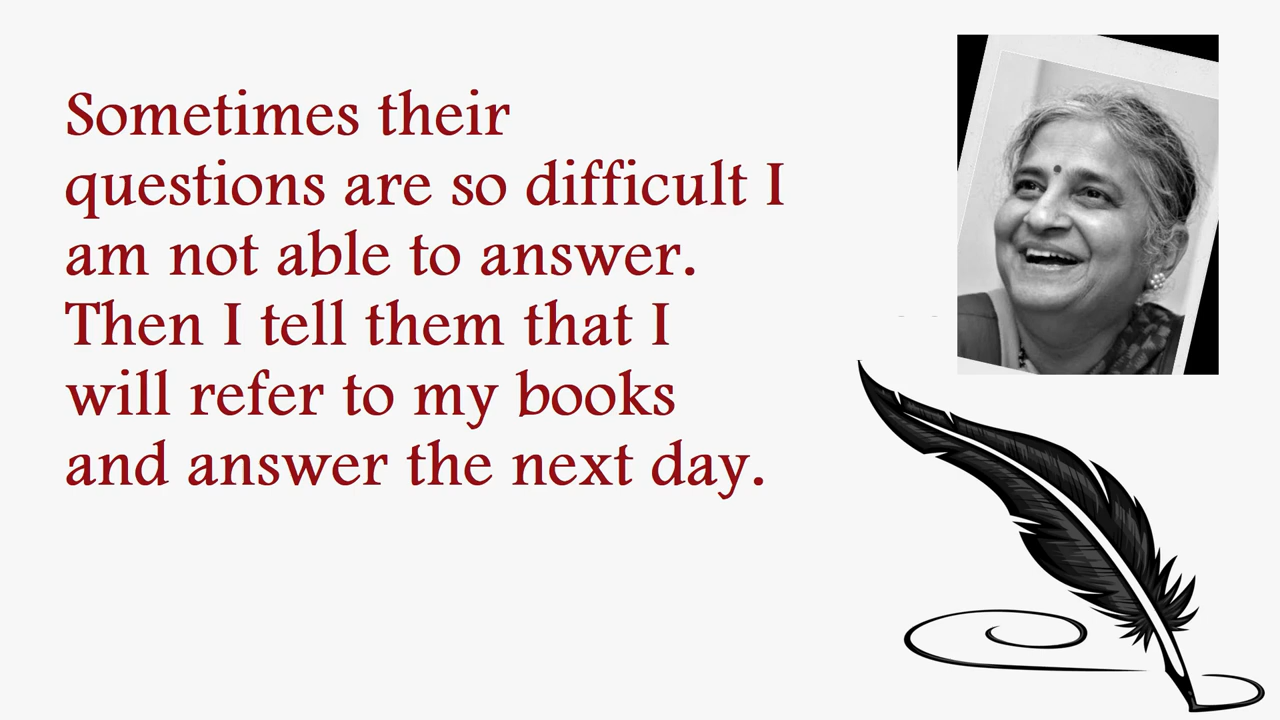 Sometimes their
questions are so difficult I
am not able to answer.
Then I tell them that I
will refer to my books
and answer the next day.